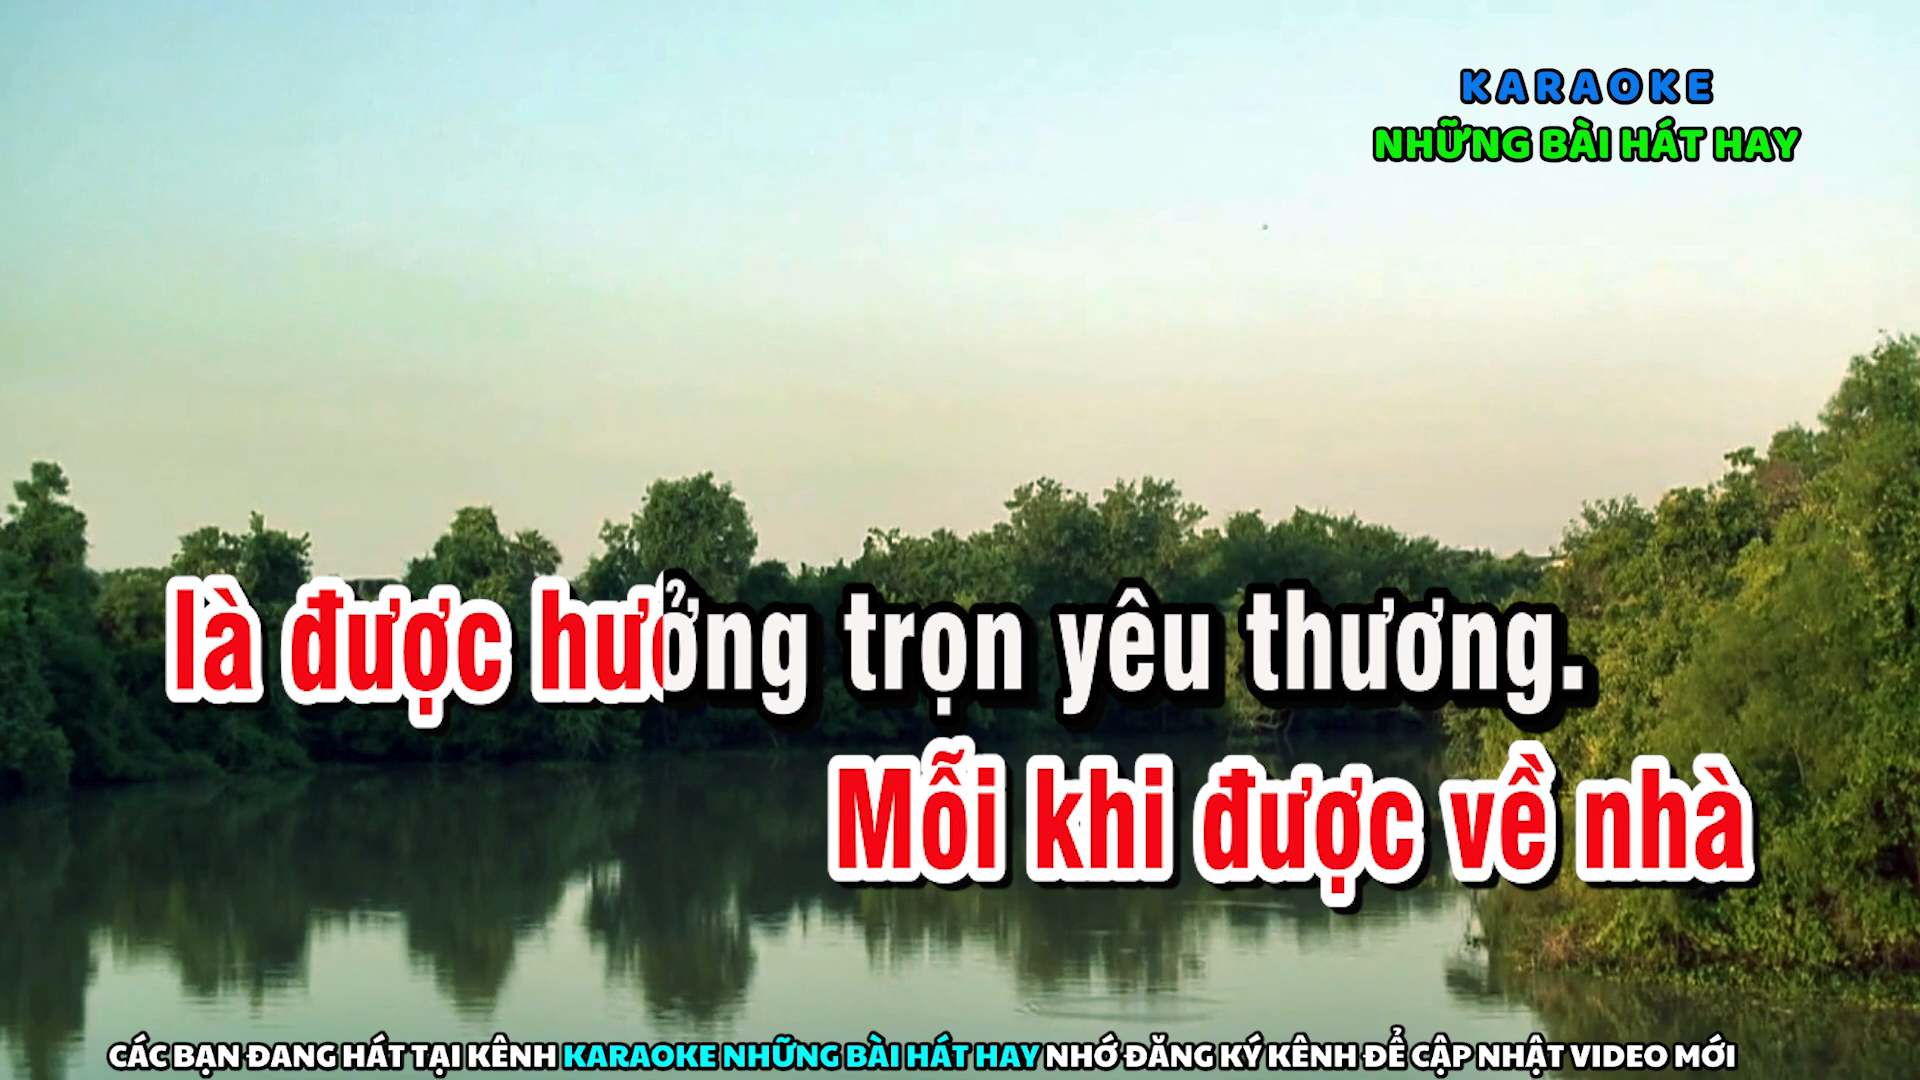 KARAOKE
NHỮNG BÀI HÁT HAY
là được hưởng trọn yêu thương.
Mỗi khi được về nhà
CÁC BẠN ĐANG HÁT TẠI KÊNH KARAOKE NHỮNG BÀI HÁT HAY NHỚ ĐĂNG KÝ KÊNH ĐỂ CẬP NHẬT VIDEO MỚI